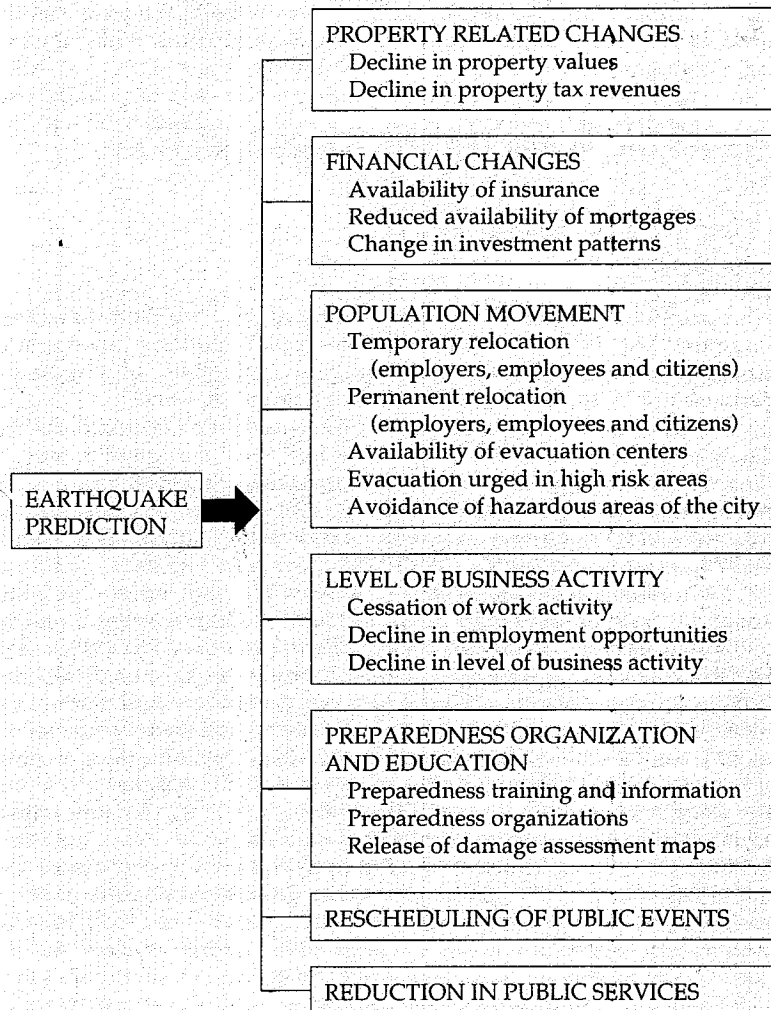 PROPERTY RELATED CHANGES
Decline in property values
Decline in property tax revenues
FINANCIAL CHANGES
Availability of insurance
Reduced availability of mortgages
Change in investment patterns
POPULATION MOVEMENT
Temporary relocation
(employers, employees and citizens)
Permanent relocation
(employers, employees and citizens)
Availability of evacuation centers
Evacuation urged in high risk areas
Avoidance of hazardous areas of the city
EARTHQUAKE
PREDICTION
LEVEL OF BUSINESS ACTIVITY
Cessation of work activity
Decline in employment opportunities
Decline in level of business activity
PREPAREDNESS ORGANIZATION
AND EDUCATION
Preparedness training and information
Preparedness organizations
Release of damage assessment maps
RESCHEDULING OF PUBLIC EVENTS
REDUCTION IN PUBLIC SERVICES